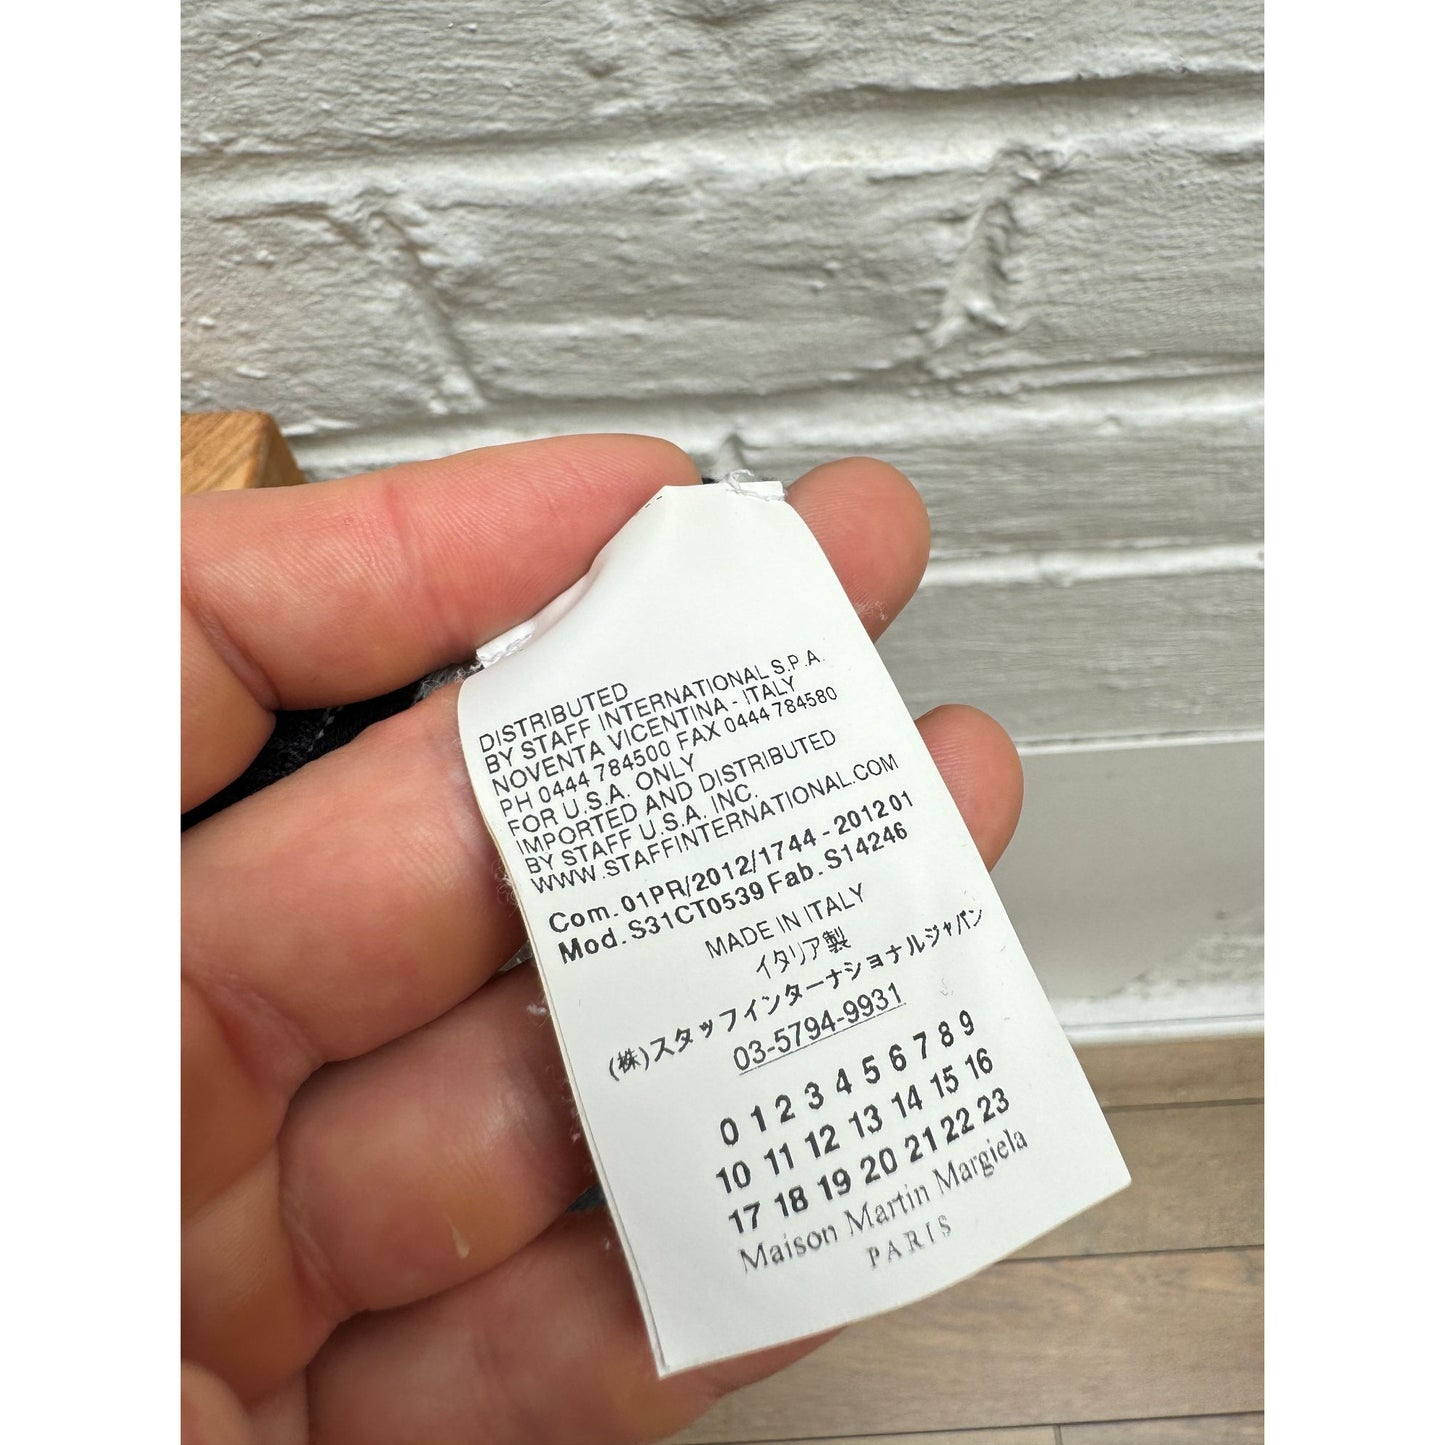 DISTRIBUTED
BY STAFF INTERNATIONAL S.P.A.
NOVENTA VICENTINA - ITALY
PH 0444 784500 FAX 0444 784580
FOR U.S.A. ONLY
IMPORTED AND DISTRIBUTED
BY STAFF U.S.A. INC.
WWW.STAFFINTERNATIONAL.COM
Com. 01PR/2012/1744 - 201201
Mod. S31CT0539 Fab. S14246
MADE IN ITALY
イタリア製
(株)スタッフインターナショナルジャパン
03-5794-9931
0 1 2 3 4 5 6 7 8 9
10 11 12 13 14 15 16
17 18 19 20 21 22 23
Maison Martin Margiela
PARIS